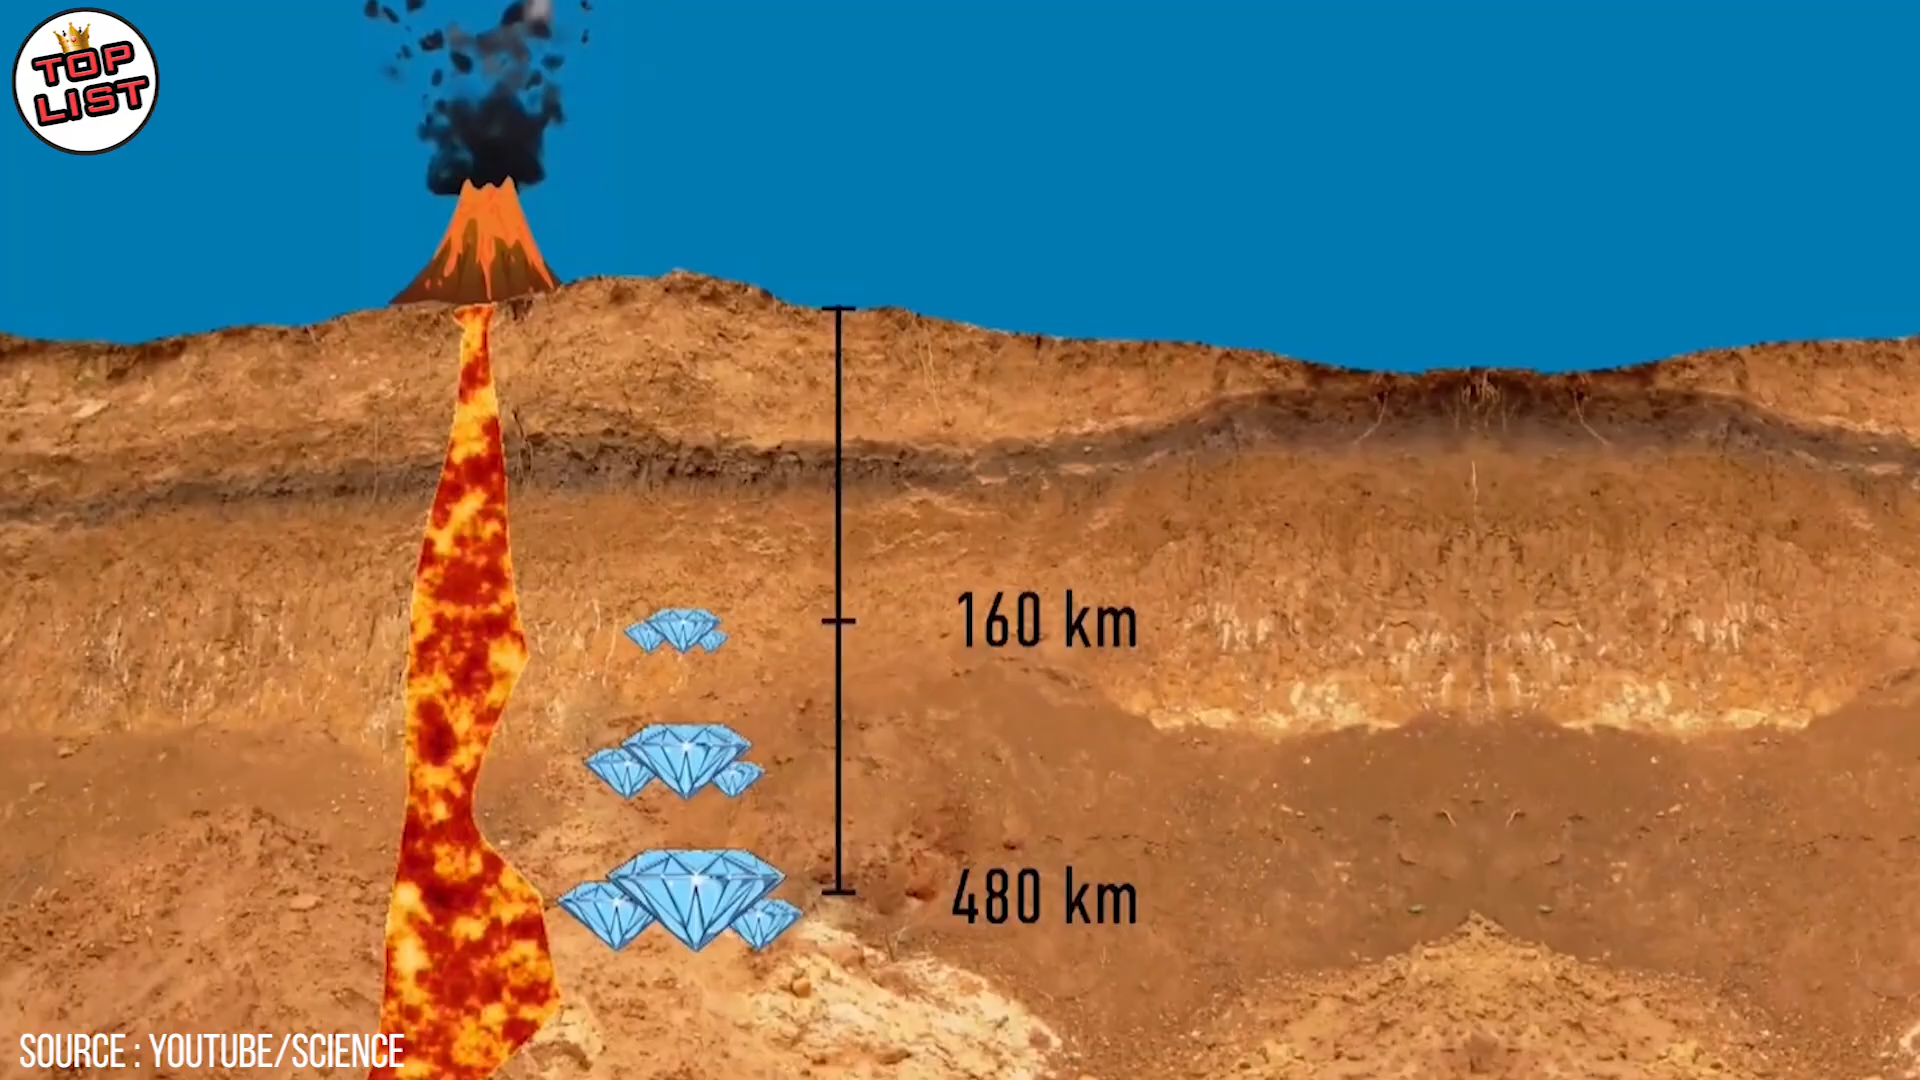 TOP
LIST
160 km
480 km
SOURCE : YOUTUBE/SCIENCE